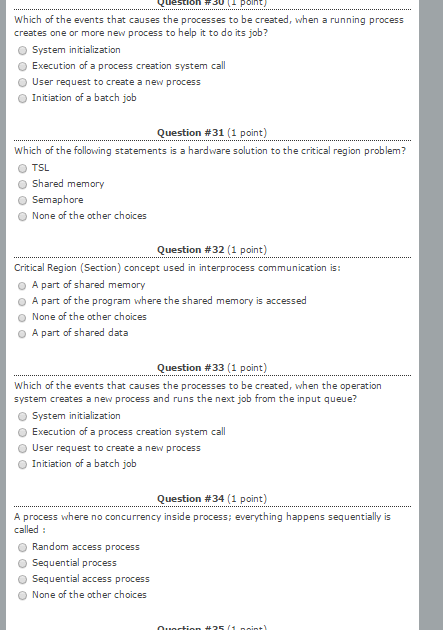 Question #30 (1 point)
Which of the events that causes the processes to be created, when a running process
creates one or more new process to help it to do its job?
System initialization
Execution of a process creation system call
User request to create a new process
Initiation of a batch job
Question #31 (1 point)
Which of the following statements is a hardware solution to the critical region problem?
TSL
Shared memory
Semaphore
None of the other choices
Question #32 (1 point)
Critical Region (Section) concept used in interprocess communication is:
A part of shared memory
A part of the program where the shared memory is accessed
None of the other choices
A part of shared data
Question #33 (1 point)
Which of the events that causes the processes to be created, when the operation
system creates a new process and runs the next job from the input queue?
System initialization
Execution of a process creation system call
User request to create a new process
Initiation of a batch job
Question #34 (1 point)
A process where no concurrency inside process; everything happens sequentially is
called :
Random access process
Sequential process
Sequential access process
None of the other choices
Question #35 (1 point)